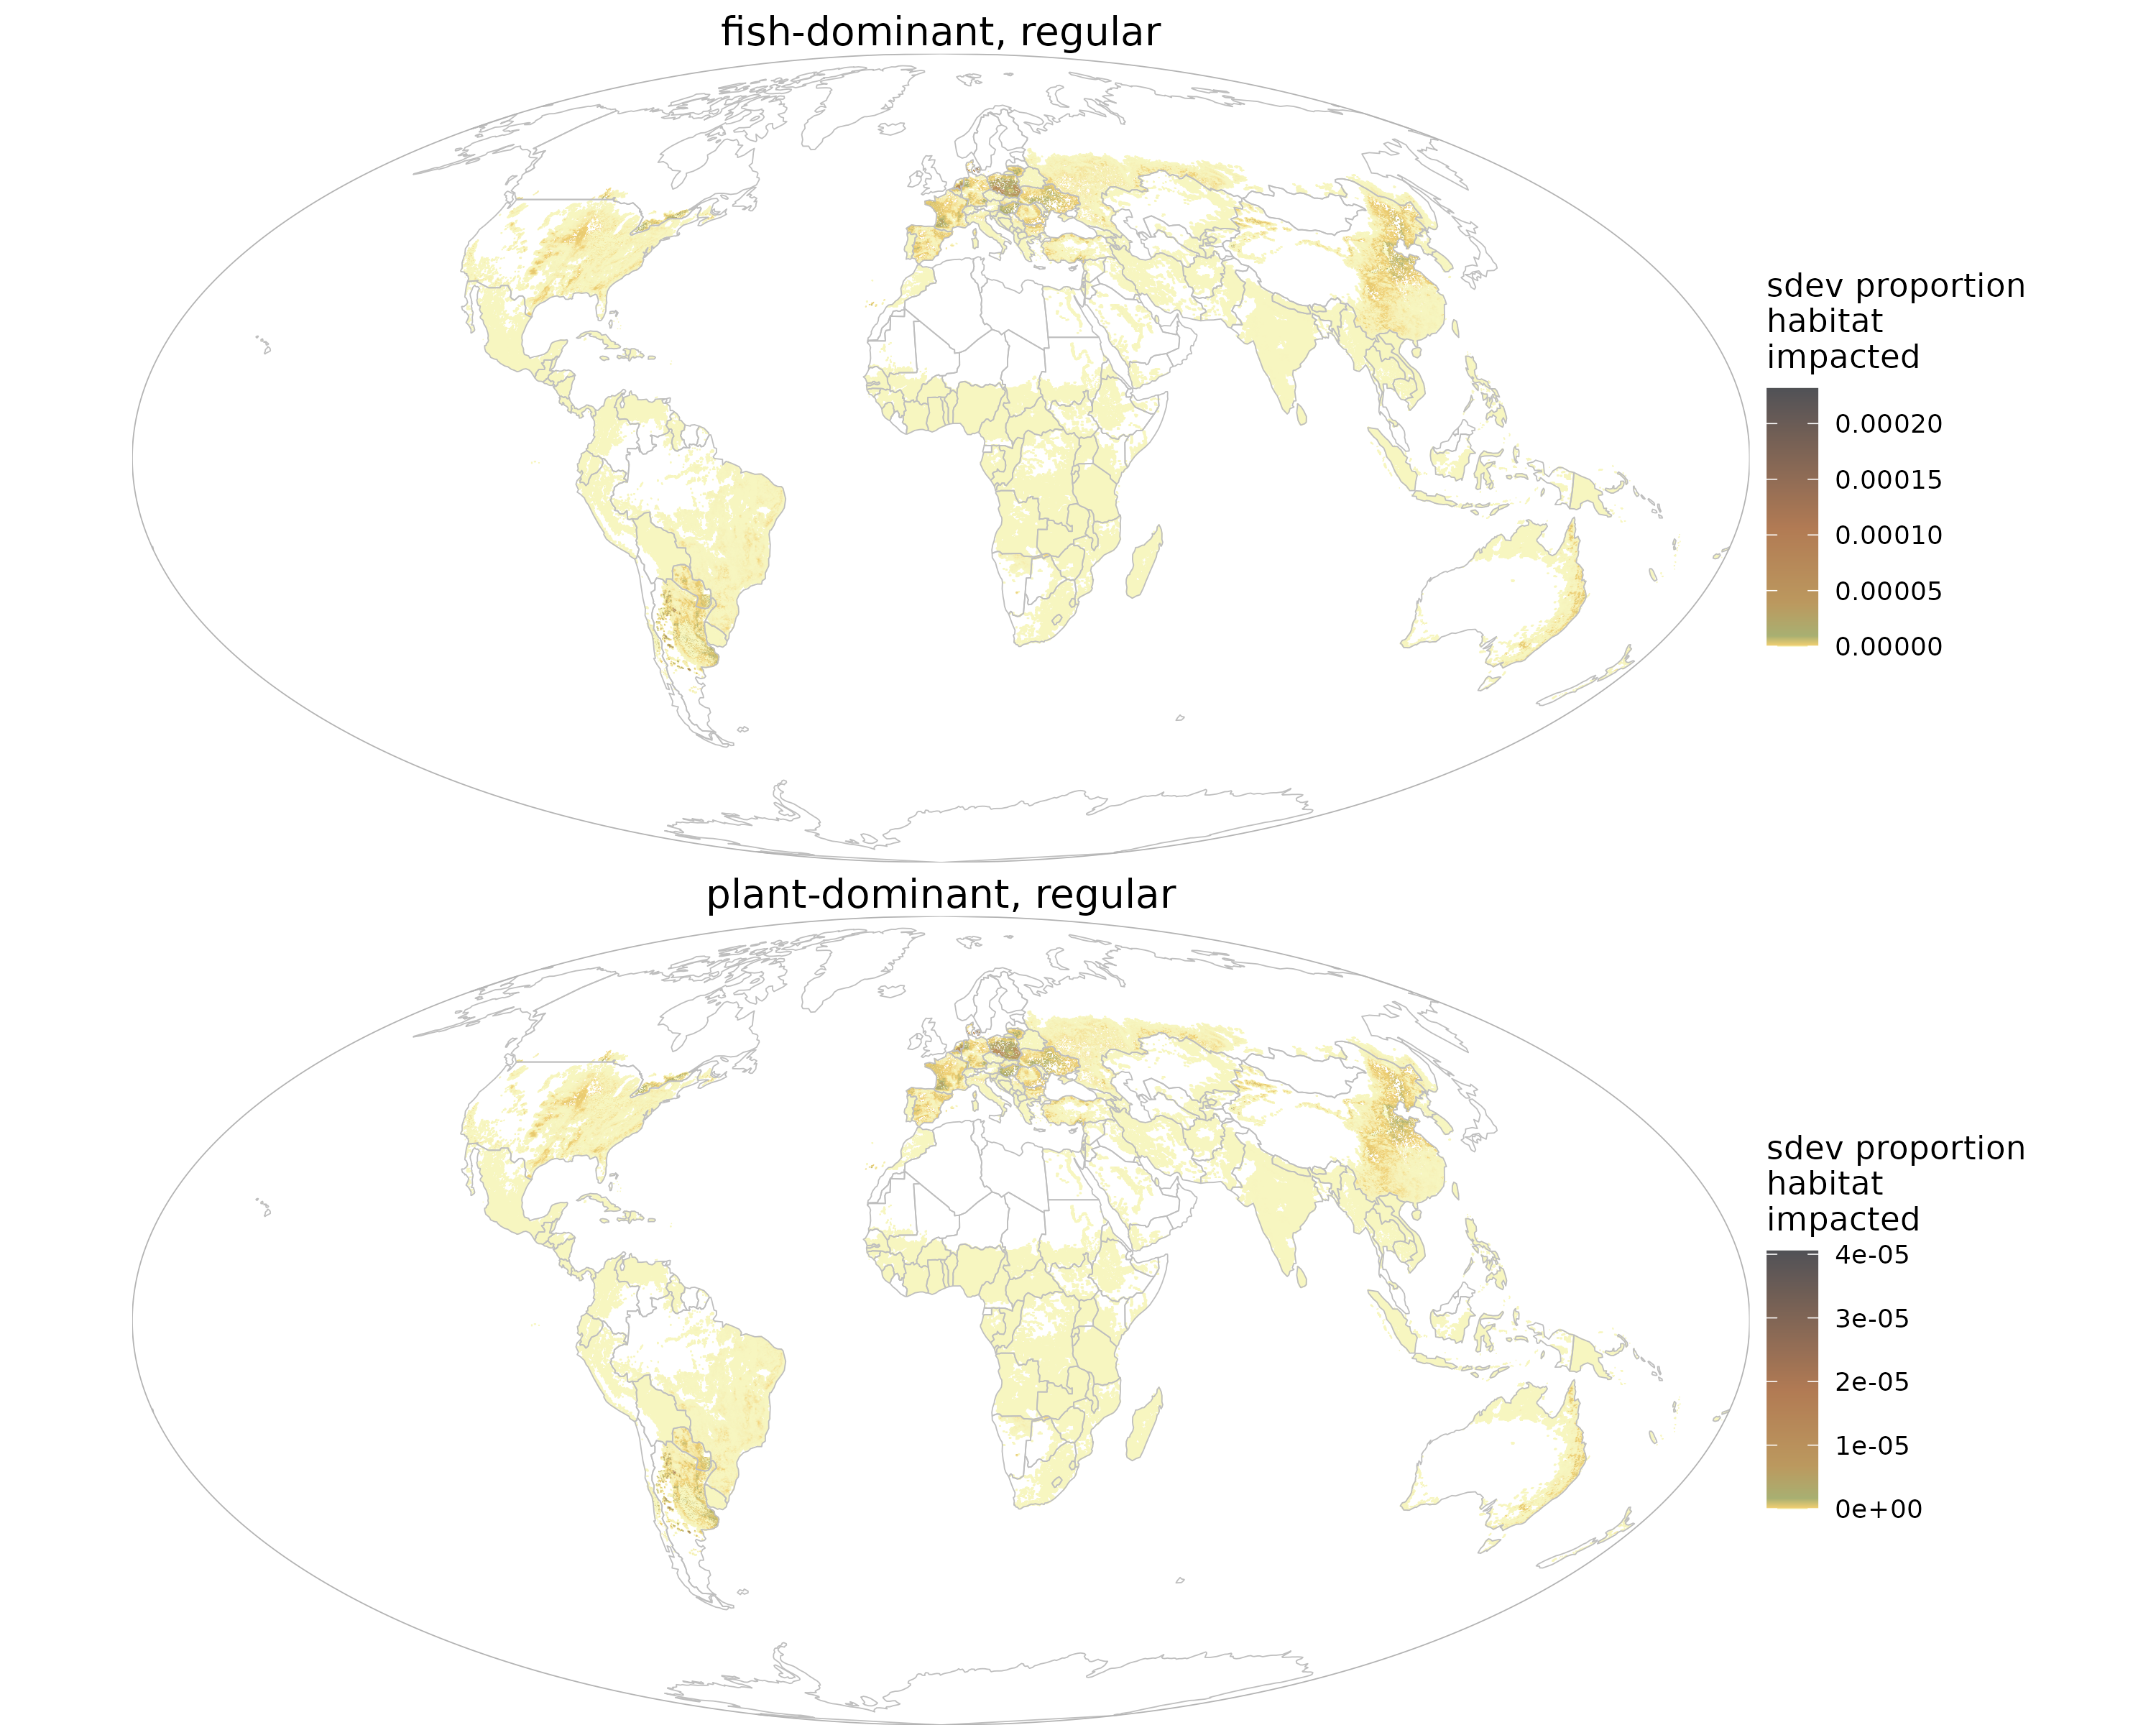 fish-dominant, regular
sdev proportion
habitat
impacted
0.00020
0.00015
0.00010
0.00005
0.00000
plant-dominant, regular
sdev proportion
habitat
impacted
4e-05
3e-05
2e-05
1e-05
0e+00